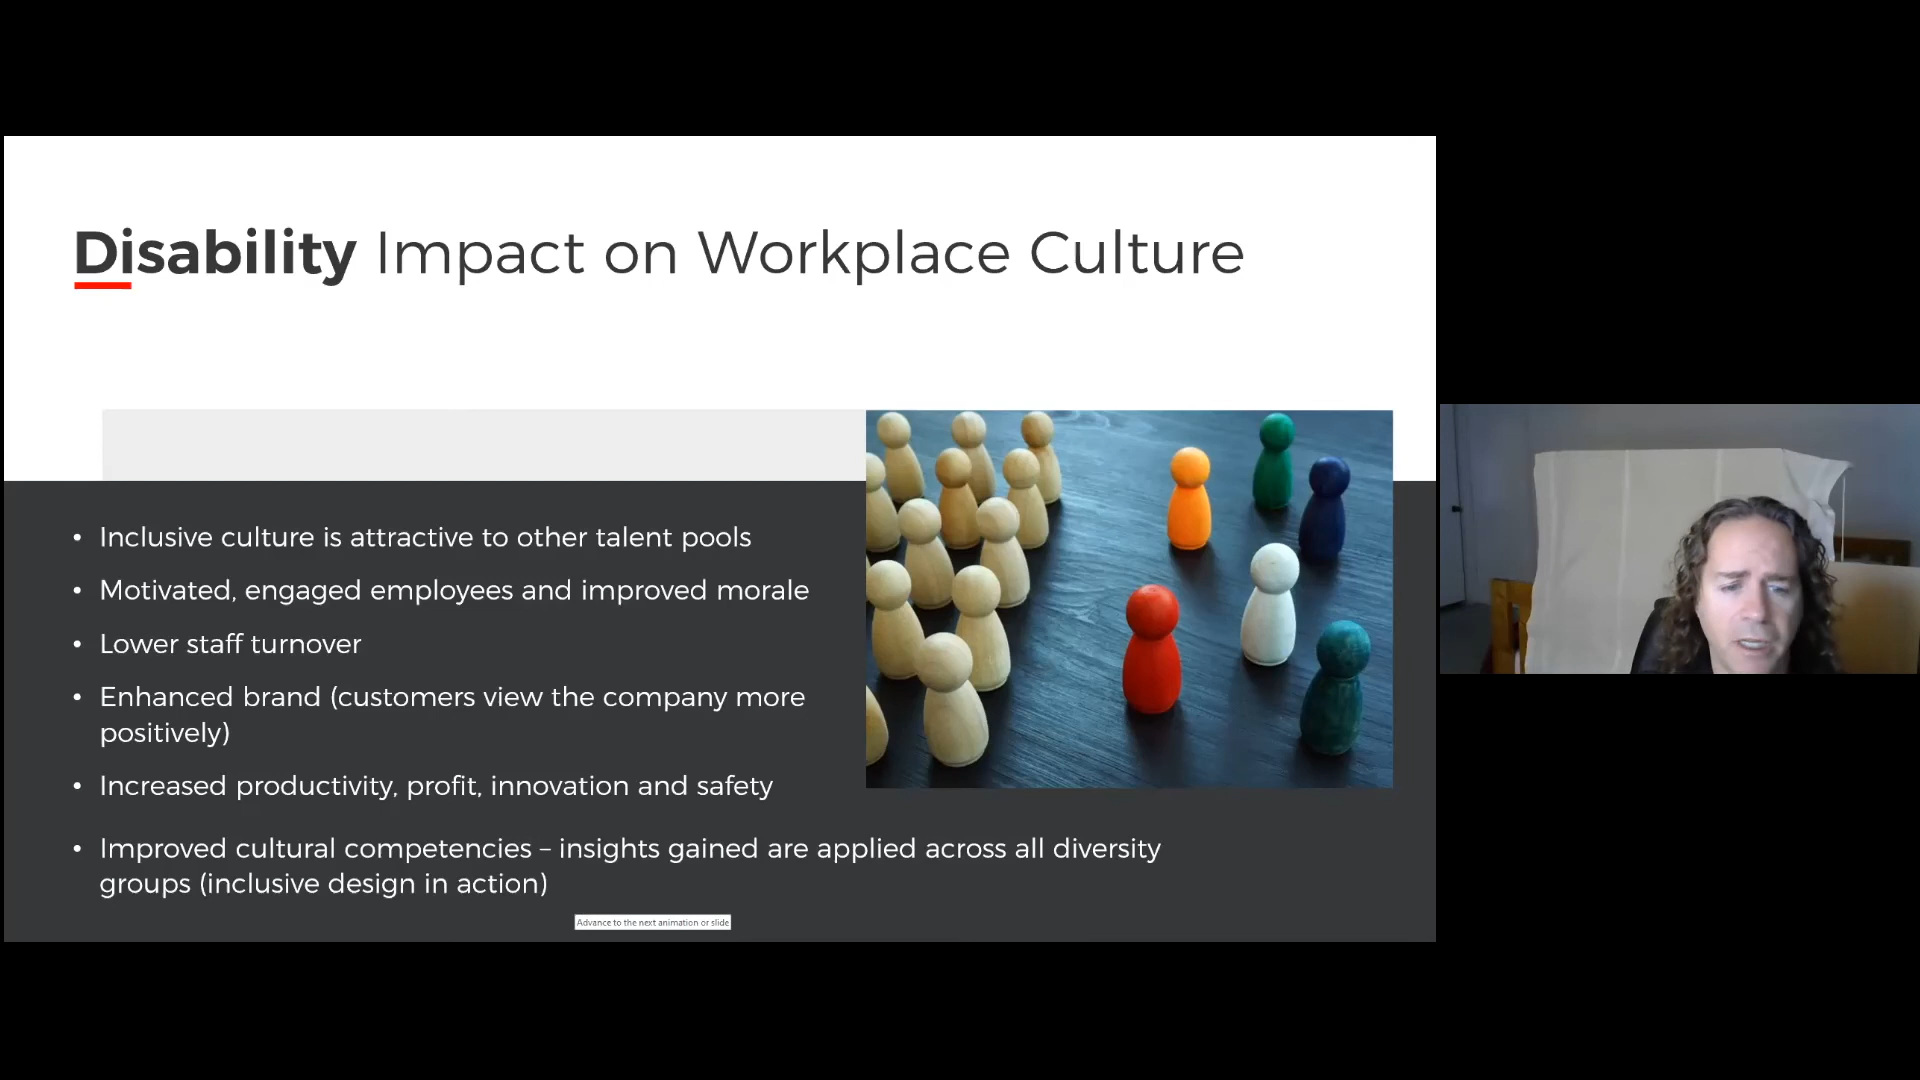 Disability Impact on Workplace Culture
• Inclusive culture is attractive to other talent pools
• Motivated, engaged employees and improved morale
• Lower staff turnover
• Enhanced brand (customers view the company more
positively)
• Increased productivity, profit, innovation and safety
• Improved cultural competencies – insights gained are applied across all diversity
groups (inclusive design in action)
Advance to the next animation or slide